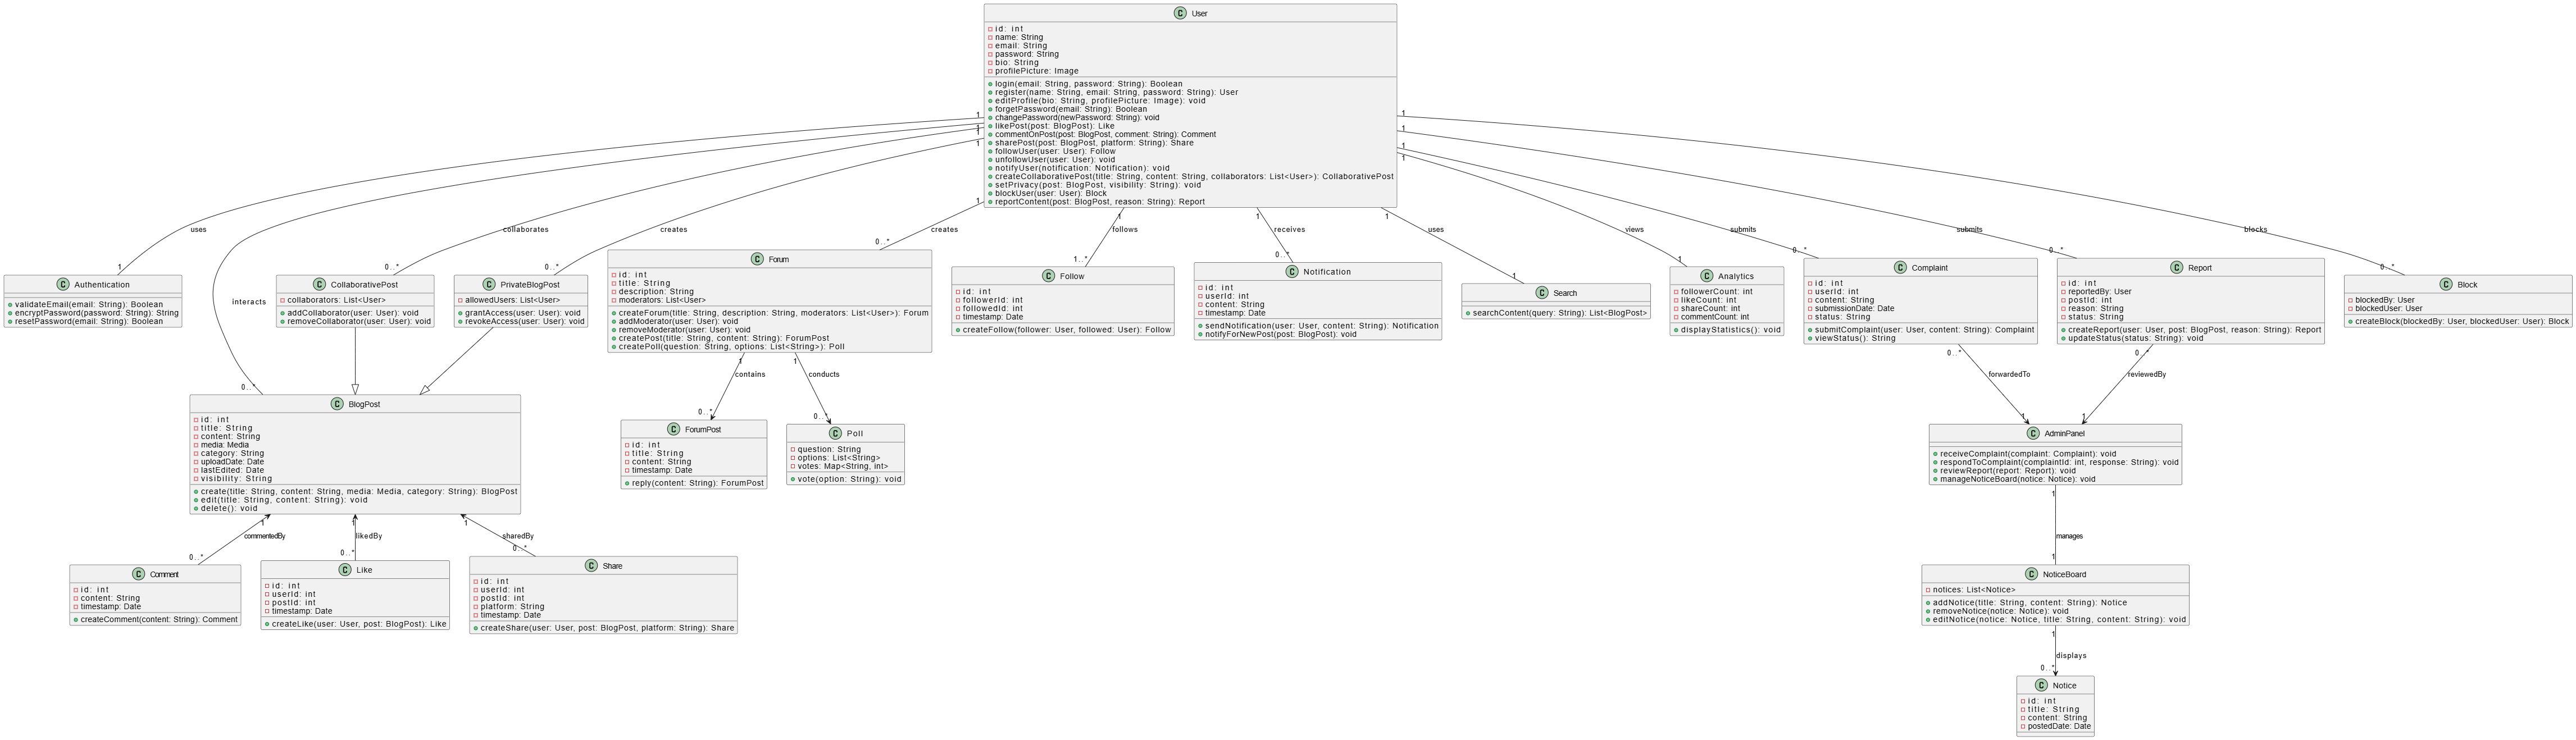 C User
id: int
name: String
email: String
password: String
bio: String
profilePicture: Image
login(email: String, password: String): Boolean
register(name: String, email: String, password: String): User
editProfile(bio: String, profilePicture: Image): void
forgetPassword(email: String): Boolean
changePassword(newPassword: String): void
likePost(post: BlogPost): Like
commentOnPost(post: BlogPost, comment: String): Comment
sharePost(post: BlogPost, platform: String): Share
followUser(user: User): Follow
unfollowUser(user: User): void
notifyUser(notification: Notification): void
createCollaborativePost(title: String, content: String, collaborators: List<User>): CollaborativePost
setPrivacy(post: BlogPost, visibility: String): void
blockUser(user: User): Block
reportContent(post: BlogPost, reason: String): Report
1
1
1
1
1
1
1
1
1
1
1
1
1
uses
interacts
collaborates
creates
creates
follows
receives
uses
views
submits
submits
blocks
1
0..*
0..*
0..*
0..*
1..*
0..*
1
1
0..*
0..*
0..*
C Authentication
validateEmail(email: String): Boolean
encryptPassword(password: String): String
resetPassword(email: String): Boolean
C CollaborativePost
collaborators: List<User>
addCollaborator(user: User): void
removeCollaborator(user: User): void
C PrivateBlogPost
allowedUsers: List<User>
grantAccess(user: User): void
revokeAccess(user: User): void
C Forum
id: int
title: String
description: String
moderators: List<User>
createForum(title: String, description: String, moderators: List<User>): Forum
addModerator(user: User): void
removeModerator(user: User): void
createPost(title: String, content: String): ForumPost
createPoll(question: String, options: List<String>): Poll
C Follow
id: int
followerId: int
followedId: int
timestamp: Date
createFollow(follower: User, followed: User): Follow
C Notification
id: int
userId: int
content: String
timestamp: Date
sendNotification(user: User, content: String): Notification
notifyForNewPost(post: BlogPost): void
C Search
searchContent(query: String): List<BlogPost>
C Analytics
followerCount: int
likeCount: int
shareCount: int
commentCount: int
displayStatistics(): void
C Complaint
id: int
userId: int
content: String
submissionDate: Date
status: String
submitComplaint(user: User, content: String): Complaint
viewStatus(): String
C Report
id: int
reportedBy: User
postId: int
reason: String
status: String
createReport(user: User, post: BlogPost, reason: String): Report
updateStatus(status: String): void
C Block
blockedBy: User
blockedUser: User
createBlock(blockedBy: User, blockedUser: User): Block
1
contains
0..*
1
conducts
0..*
0..*
forwardedTo
1
0..*
reviewedBy
1
C BlogPost
id: int
title: String
content: String
media: Media
category: String
uploadDate: Date
lastEdited: Date
visibility: String
create(title: String, content: String, media: Media, category: String): BlogPost
edit(title: String, content: String): void
delete(): void
C ForumPost
id: int
title: String
content: String
timestamp: Date
reply(content: String): ForumPost
C Poll
question: String
options: List<String>
votes: Map<String, int>
vote(option: String): void
C AdminPanel
receiveComplaint(complaint: Complaint): void
respondToComplaint(complaintId: int, response: String): void
reviewReport(report: Report): void
manageNoticeBoard(notice: Notice): void
1
commentedBy
0..*
1
likedBy
0..*
1
sharedBy
0..*
1
manages
1
C Comment
id: int
content: String
timestamp: Date
createComment(content: String): Comment
C Like
id: int
userId: int
postId: int
timestamp: Date
createLike(user: User, post: BlogPost): Like
C Share
id: int
userId: int
postId: int
platform: String
timestamp: Date
createShare(user: User, post: BlogPost, platform: String): Share
C NoticeBoard
notices: List<Notice>
addNotice(title: String, content: String): Notice
removeNotice(notice: Notice): void
editNotice(notice: Notice, title: String, content: String): void
1
displays
0..*
C Notice
id: int
title: String
content: String
postedDate: Date